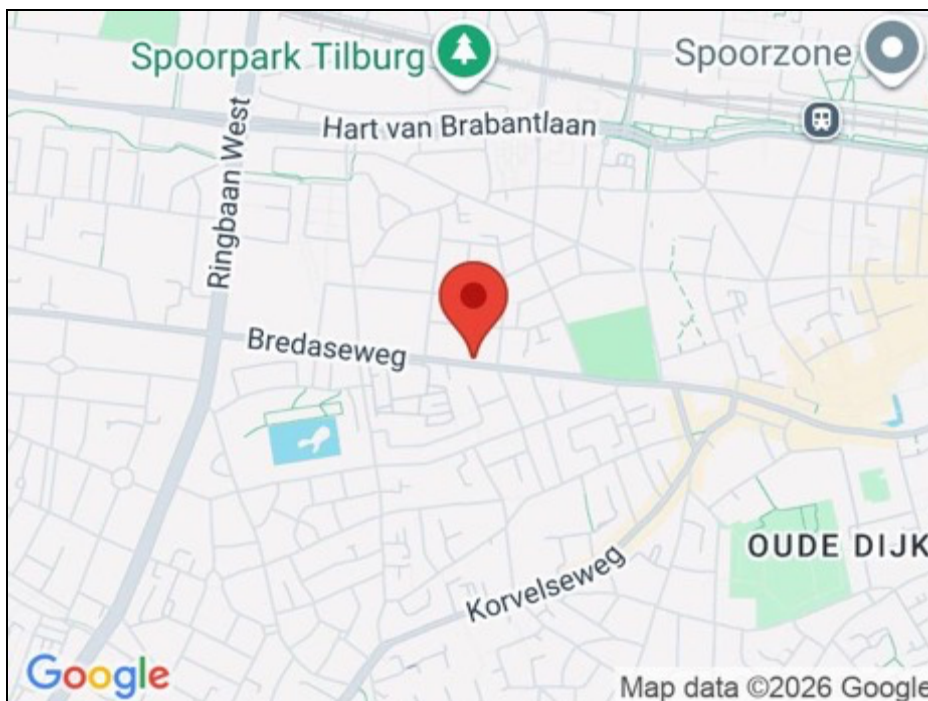 Spoorpark Tilburg
Spoorzone
Hart van Brabantlaan
Ringbaan West
Bredaseweg
OUDE DIJK
Korvelseweg
Google
Map data ©2026 Google